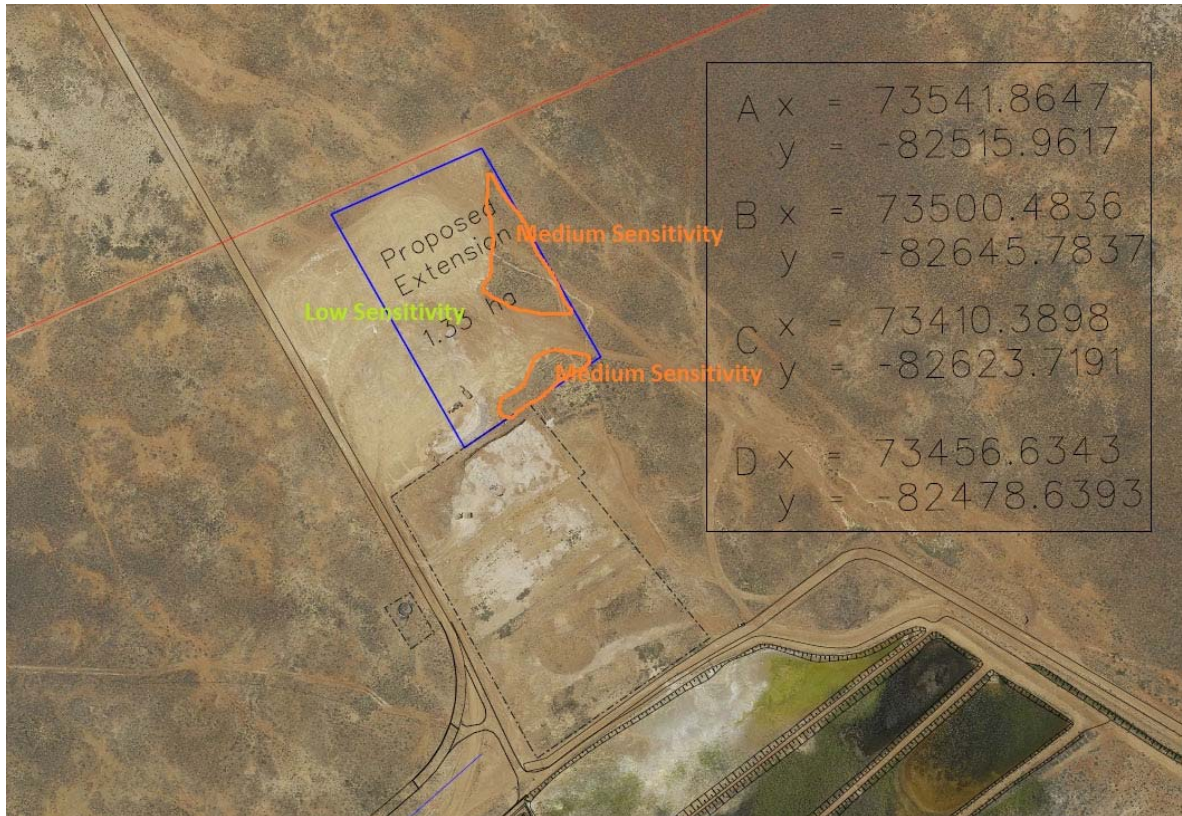 Proposed
Extension
1.33 ha
Low Sensitivity
Medium Sensitivity
Medium Sensitivity
A x = 73541.8647
y = -82515.9617
B x = 73500.4836
y = -82645.7837
C x = 73410.3898
y = -82623.7191
D x = 73456.6343
y = -82478.6393